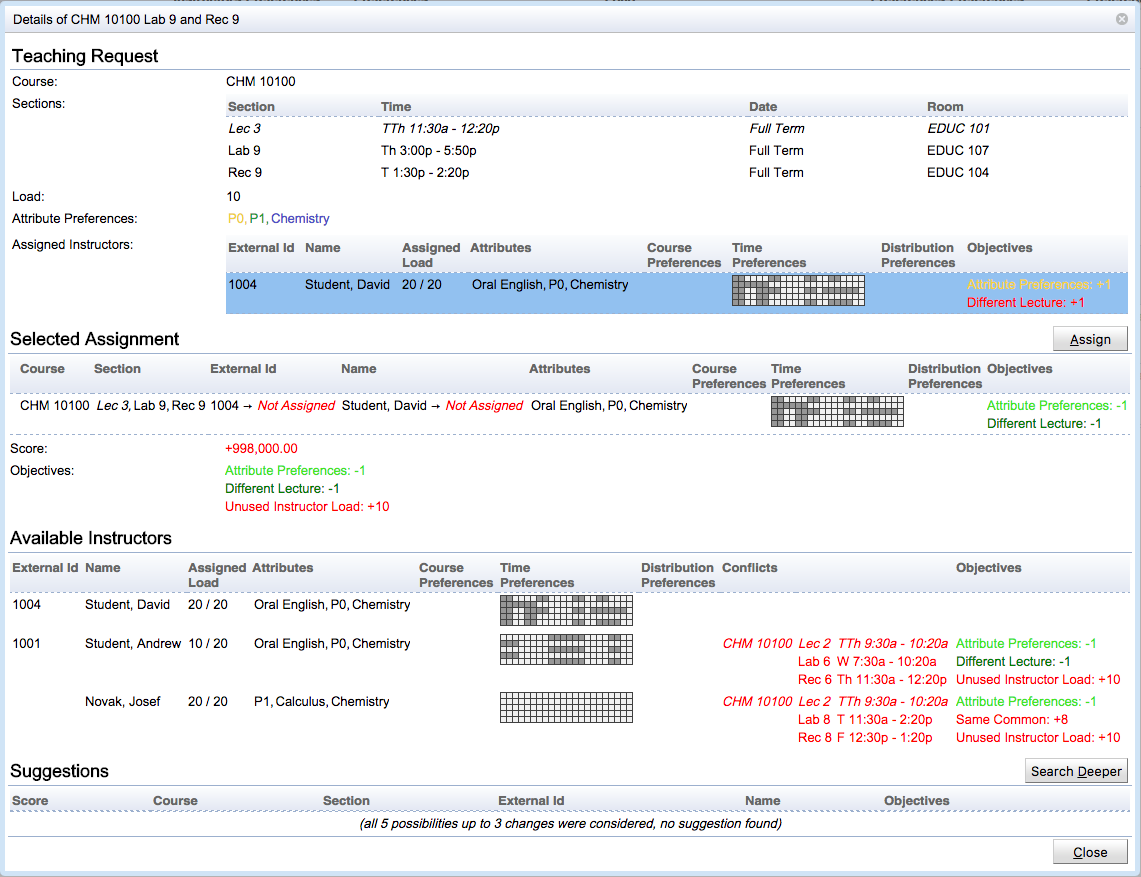 Details of CHM 10100 Lab 9 and Rec 9
Teaching Request
Course: CHM 10100
Sections: Section Time Date Room
Lec 3 TTh 11:30a - 12:20p Full Term EDUC 101
Lab 9 Th 3:00p - 5:50p Full Term EDUC 107
Rec 9 T 1:30p - 2:20p Full Term EDUC 104
Load: 10
Attribute Preferences: P0, P1, Chemistry
Assigned Instructors: External Id Name Assigned Load Attributes Course Preferences Time Preferences Distribution Preferences Objectives
1004 Student, David 20 / 20 Oral English, P0, Chemistry Attribute Preferences: +1
Different Lecture: +1
Selected Assignment Assign
Course Section External Id Name Attributes Course Preferences Time Preferences Distribution Preferences Objectives
CHM 10100 Lec 3, Lab 9, Rec 9 1004 → Not Assigned Student, David → Not Assigned Oral English, P0, Chemistry Attribute Preferences: -1
Different Lecture: -1
Score: +998,000.00
Objectives: Attribute Preferences: -1
Different Lecture: -1
Unused Instructor Load: +10
Available Instructors
External Id Name Assigned Load Attributes Course Preferences Time Preferences Distribution Preferences Conflicts Objectives
1004 Student, David 20 / 20 Oral English, P0, Chemistry
1001 Student, Andrew 10 / 20 Oral English, P0, Chemistry CHM 10100 Lec 2 TTh 9:30a - 10:20a Attribute Preferences: -1
Lab 6 W 7:30a - 10:20a Different Lecture: -1
Rec 6 Th 11:30a - 12:20p Unused Instructor Load: +10
Novak, Josef 20 / 20 P1, Calculus, Chemistry CHM 10100 Lec 2 TTh 9:30a - 10:20a Attribute Preferences: -1
Lab 8 T 11:30a - 2:20p Same Common: +8
Rec 8 F 12:30p - 1:20p Unused Instructor Load: +10
Suggestions Search Deeper
Score Course Section External Id Name Objectives
(all 5 possibilities up to 3 changes were considered, no suggestion found)
Close